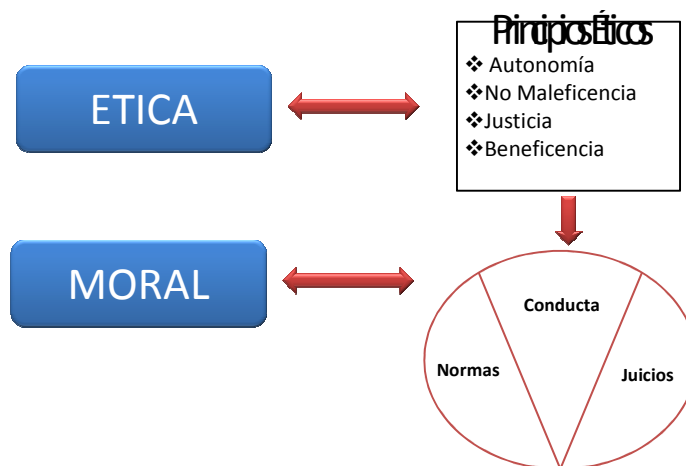 Principios Éticos
ETICA
❖ Autonomía
❖No Maleficencia
❖Justicia
❖Beneficencia
MORAL
Conducta
Normas
Juicios